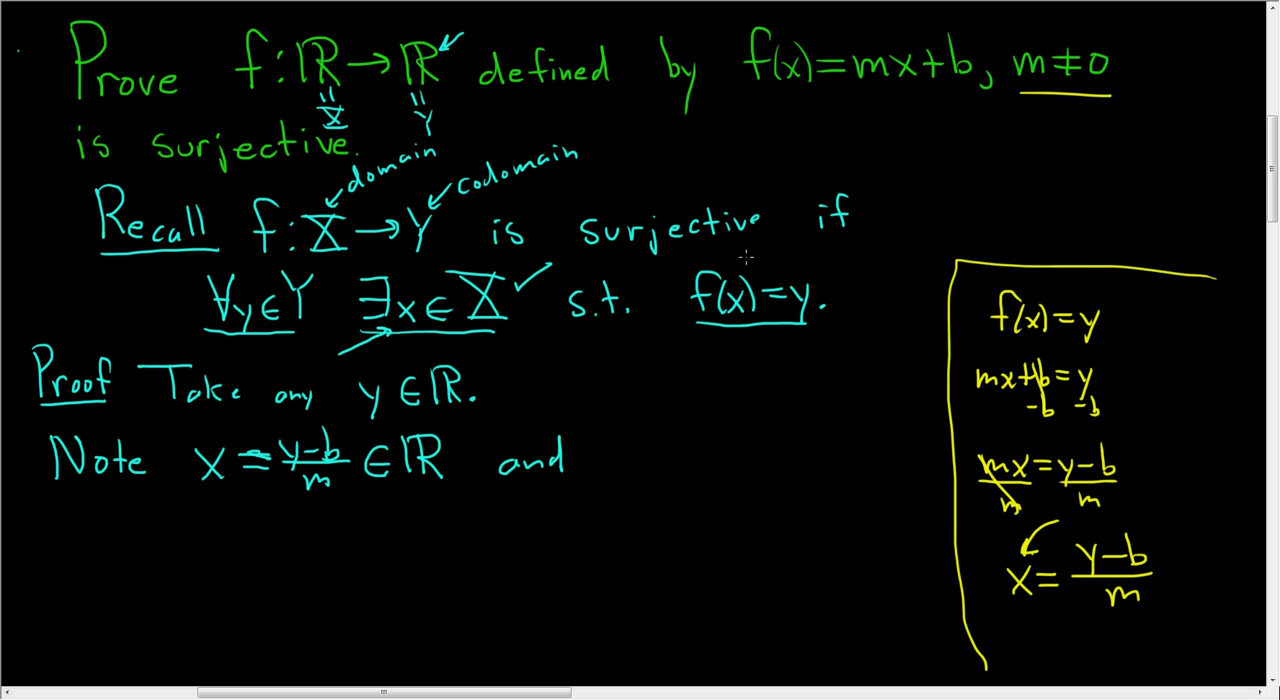 Prove f:ℝ→ℝ defined by f(x)=mx+b, m≠0
= X = Y
is surjective.
domain codomain
Recall f:X→Y is surjective if
∀y∈Y ∃x∈X s.t. f(x)=y.
Proof Take any y∈ℝ.
Note x=(y-b)/m ∈ℝ and
f(x)=y
mx+b=y
-b -b
mx/m=(y-b)/m
x=(y-b)/m